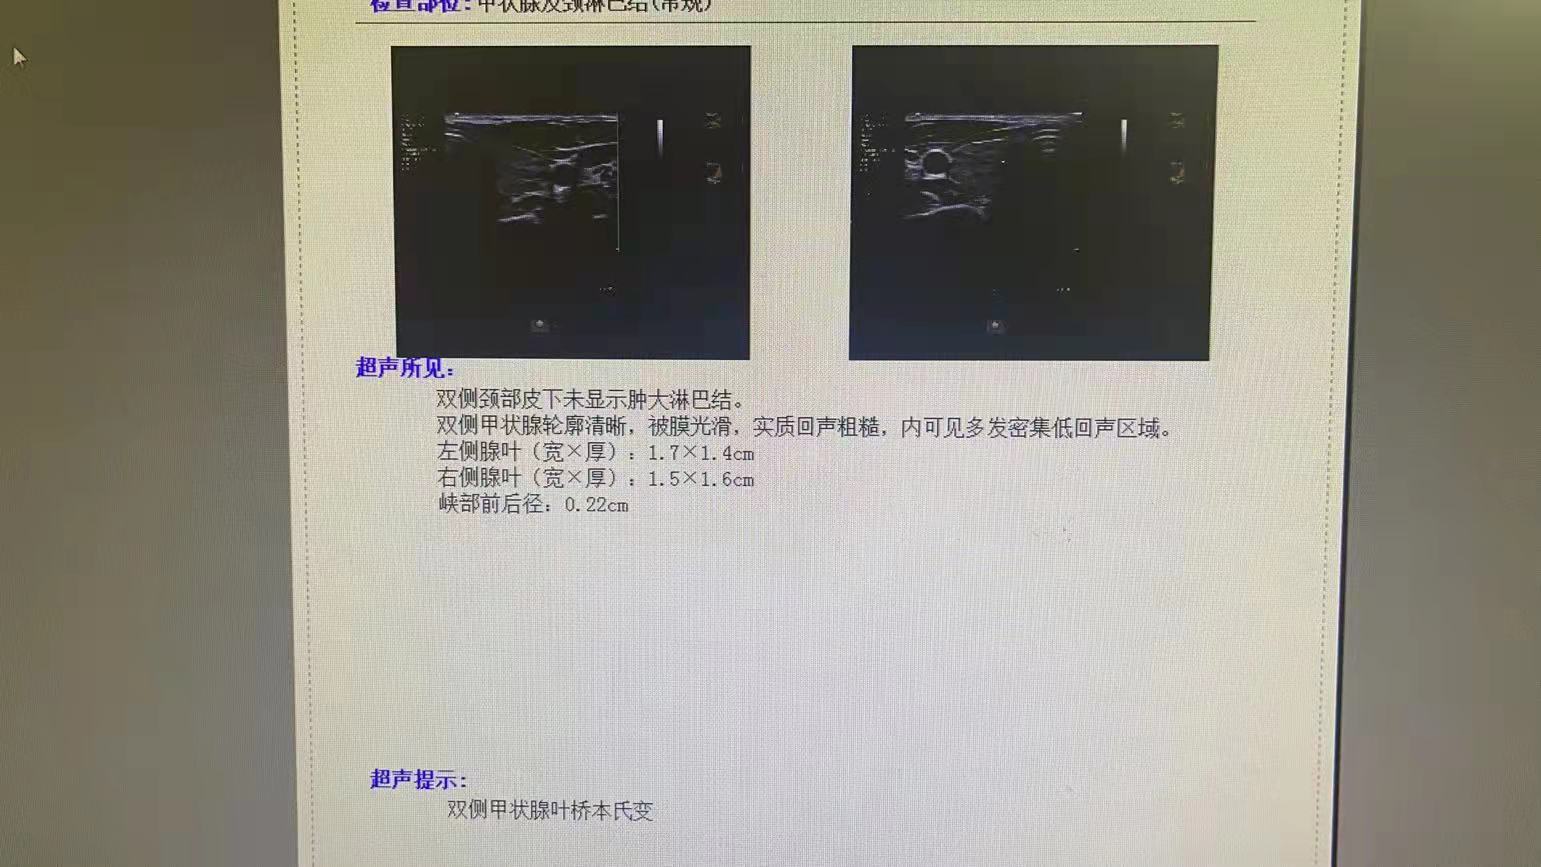 检查部位：甲状腺及颈淋巴结(常规)
超声所见：
双侧颈部皮下未显示肿大淋巴结。
双侧甲状腺轮廓清晰，被膜光滑，实质回声粗糙，内可见多发密集低回声区域。
左侧腺叶（宽×厚）：1.7×1.4cm
右侧腺叶（宽×厚）：1.5×1.6cm
峡部前后径：0.22cm
超声提示：
双侧甲状腺叶桥本氏变